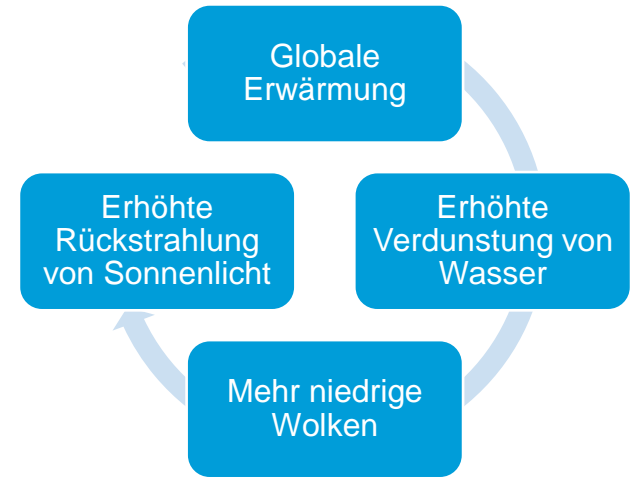 Globale
Erwärmung
Erhöhte
Verdunstung von
Wasser
Mehr niedrige
Wolken
Erhöhte
Rückstrahlung
von Sonnenlicht